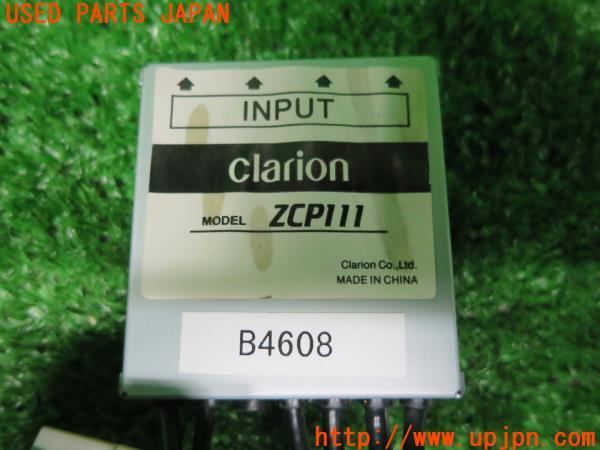 USED PARTS JAPAN
INPUT
clarion
MODEL ZCP111
Clarion Co.,Ltd.
MADE IN CHINA
B4608
http://www.upjpn.com